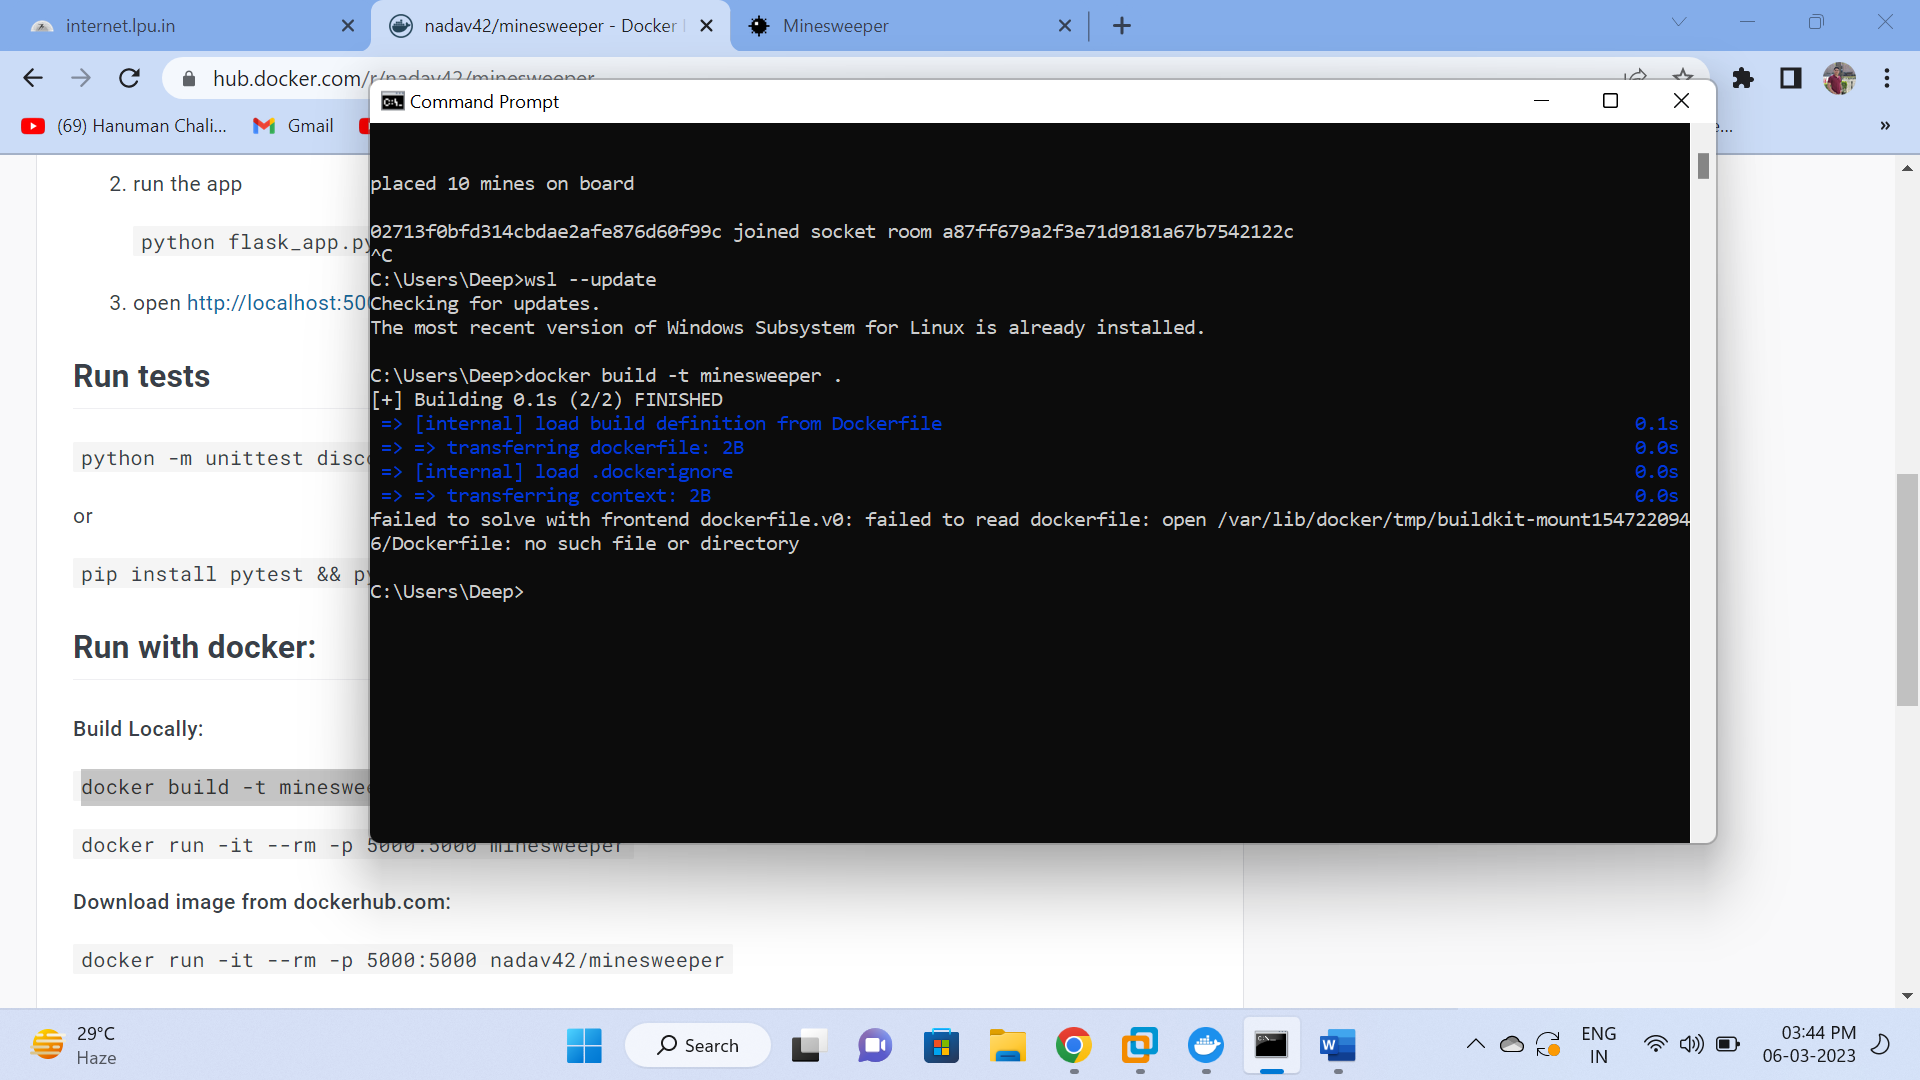 internet.lpu.in
nadav42/minesweeper - Docker
Minesweeper
hub.docker.com/r/nadav42/minesweeper
(69) Hanuman Chali...
Gmail
Command Prompt
placed 10 mines on board
02713f0bfd314cbdae2afe876d60f99c joined socket room a87ff679a2f3e71d9181a67b7542122c
^C
C:\Users\Deep>wsl --update
Checking for updates.
The most recent version of Windows Subsystem for Linux is already installed.
C:\Users\Deep>docker build -t minesweeper .
[+] Building 0.1s (2/2) FINISHED
=> [internal] load build definition from Dockerfile 0.1s
=> => transferring dockerfile: 2B 0.0s
=> [internal] load .dockerignore 0.0s
=> => transferring context: 2B 0.0s
failed to solve with frontend dockerfile.v0: failed to read dockerfile: open /var/lib/docker/tmp/buildkit-mount154722094
6/Dockerfile: no such file or directory
C:\Users\Deep>
2. run the app
python flask_app.py
3. open http://localhost:50
Run tests
python -m unittest disc
or
pip install pytest && py
Run with docker:
Build Locally:
docker build -t mineswe
docker run -it --rm -p 5000:5000 minesweeper
Download image from dockerhub.com:
docker run -it --rm -p 5000:5000 nadav42/minesweeper
29°C
Haze
Search
ENG
IN
03:44 PM
06-03-2023